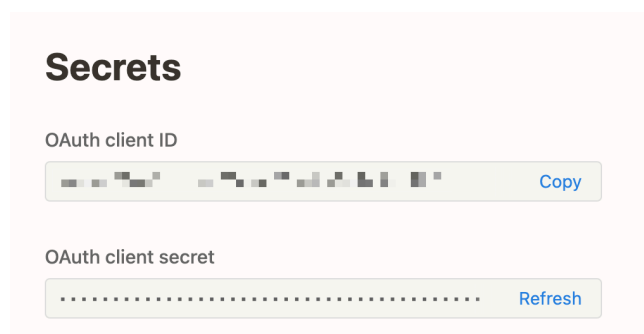 Secrets
OAuth client ID
Copy
OAuth client secret
Refresh